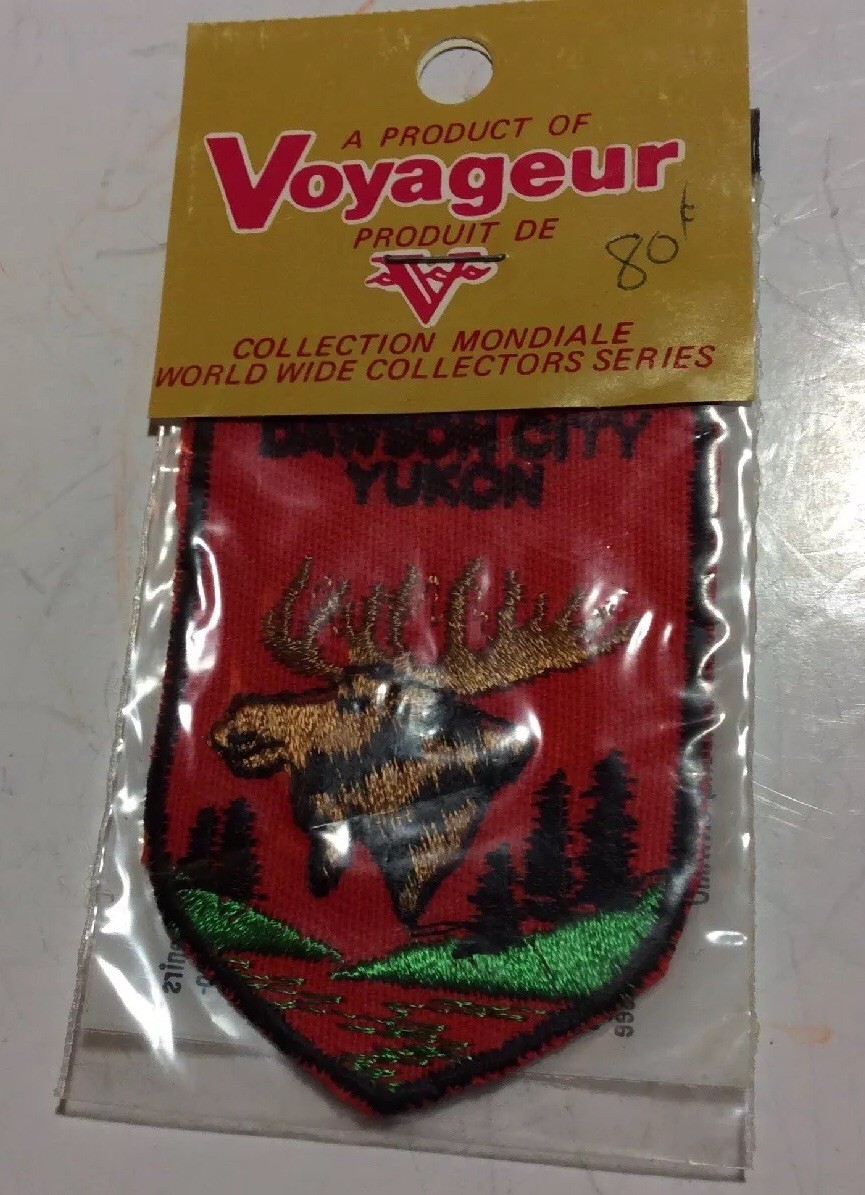 A PRODUCT OF
Voyageur
PRODUIT DE
80¢
V
COLLECTION MONDIALE
WORLD WIDE COLLECTORS SERIES
DAWSON CITY
YUKON